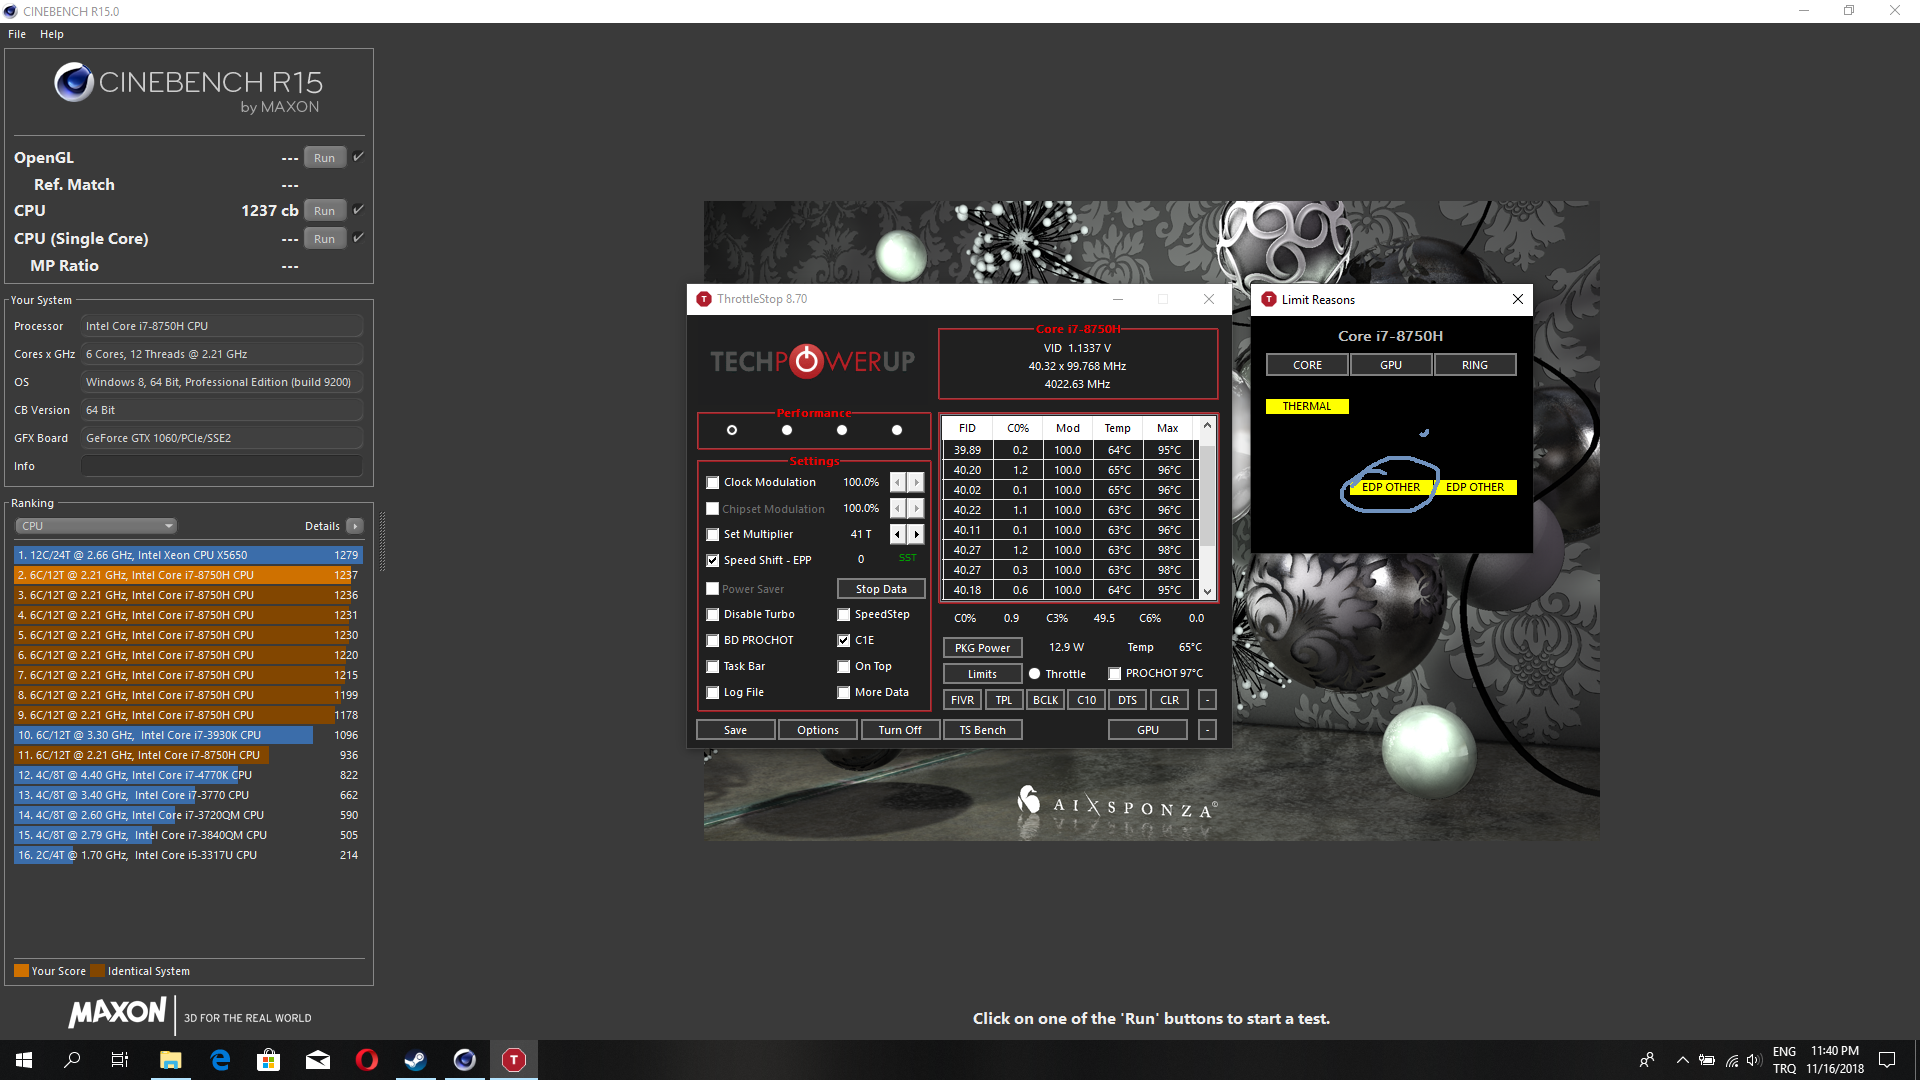 CINEBENCH R15.0
File Help
CINEBENCH R15
by MAXON
OpenGL --- Run
Ref. Match ---
CPU 1237 cb Run
CPU (Single Core) --- Run
MP Ratio ---
Your System
Processor Intel Core i7-8750H CPU
Cores x GHz 6 Cores, 12 Threads @ 2.21 GHz
OS Windows 8, 64 Bit, Professional Edition (build 9200)
CB Version 64 Bit
GFX Board GeForce GTX 1060/PCIe/SSE2
Info
Ranking
CPU Details
1. 12C/24T @ 2.66 GHz, Intel Xeon CPU X5650 1279
2. 6C/12T @ 2.21 GHz, Intel Core i7-8750H CPU 1237
3. 6C/12T @ 2.21 GHz, Intel Core i7-8750H CPU 1236
4. 6C/12T @ 2.21 GHz, Intel Core i7-8750H CPU 1231
5. 6C/12T @ 2.21 GHz, Intel Core i7-8750H CPU 1230
6. 6C/12T @ 2.21 GHz, Intel Core i7-8750H CPU 1220
7. 6C/12T @ 2.21 GHz, Intel Core i7-8750H CPU 1215
8. 6C/12T @ 2.21 GHz, Intel Core i7-8750H CPU 1199
9. 6C/12T @ 2.21 GHz, Intel Core i7-8750H CPU 1178
10. 6C/12T @ 3.30 GHz, Intel Core i7-3930K CPU 1096
11. 6C/12T @ 2.21 GHz, Intel Core i7-8750H CPU 936
12. 4C/8T @ 4.40 GHz, Intel Core i7-4770K CPU 822
13. 4C/8T @ 3.40 GHz, Intel Core i7-3770 CPU 662
14. 4C/8T @ 2.60 GHz, Intel Core i7-3720QM CPU 590
15. 4C/8T @ 2.79 GHz, Intel Core i7-3840QM CPU 505
16. 2C/4T @ 1.70 GHz, Intel Core i5-3317U CPU 214
Your Score Identical System
MAXON 3D FOR THE REAL WORLD
ThrottleStop 8.70
TECHPOWERUP
Core i7-8750H
VID 1.1337 V
40.32 x 99.768 MHz
4022.63 MHz
Performance
Settings
Clock Modulation 100.0%
Chipset Modulation 100.0%
Set Multiplier 41 T
Speed Shift - EPP 0 SST
Power Saver Stop Data
Disable Turbo SpeedStep
BD PROCHOT C1E
Task Bar On Top
Log File More Data
FID C0% Mod Temp Max
39.89 0.2 100.0 64°C 95°C
40.20 1.2 100.0 65°C 96°C
40.02 0.1 100.0 65°C 96°C
40.22 1.1 100.0 63°C 96°C
40.11 0.1 100.0 63°C 96°C
40.27 1.2 100.0 63°C 98°C
40.27 0.3 100.0 63°C 98°C
40.18 0.6 100.0 64°C 95°C
C0% 0.9 C3% 49.5 C6% 0.0
PKG Power 12.9 W Temp 65°C
Limits Throttle PROCHOT 97°C
FIVR TPL BCLK C10 DTS CLR -
Save Options Turn Off TS Bench GPU -
Limit Reasons
Core i7-8750H
CORE GPU RING
THERMAL
EDP OTHER EDP OTHER
AIXSPONZA®
Click on one of the 'Run' buttons to start a test.
ENG 11:40 PM
TRQ 11/16/2018